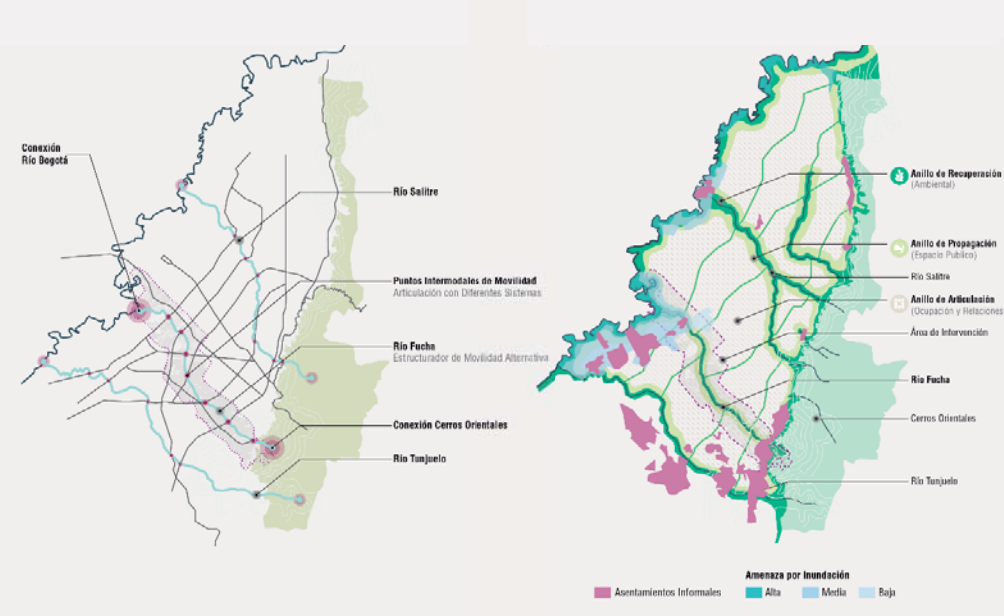 Conexión
Río Bogotá
Río Salitre
Puntos Intermodales de Movilidad
Articulación con Diferentes Sistemas
Río Fucha
Estructurador de Movilidad Alternativa
Conexión Cerros Orientales
Río Tunjuelo
Anillo de Recuperación
(Ambiental)
Anillo de Propagación
(Espacio Publico)
Río Salitre
Anillo de Articulación
(Ocupación y Relaciones
Área de Intervención
Río Fucha
Cerros Orientales
Río Tunjuelo
Amenaza por Inundación
Asentamientos Informales
Alta
Media
Baja